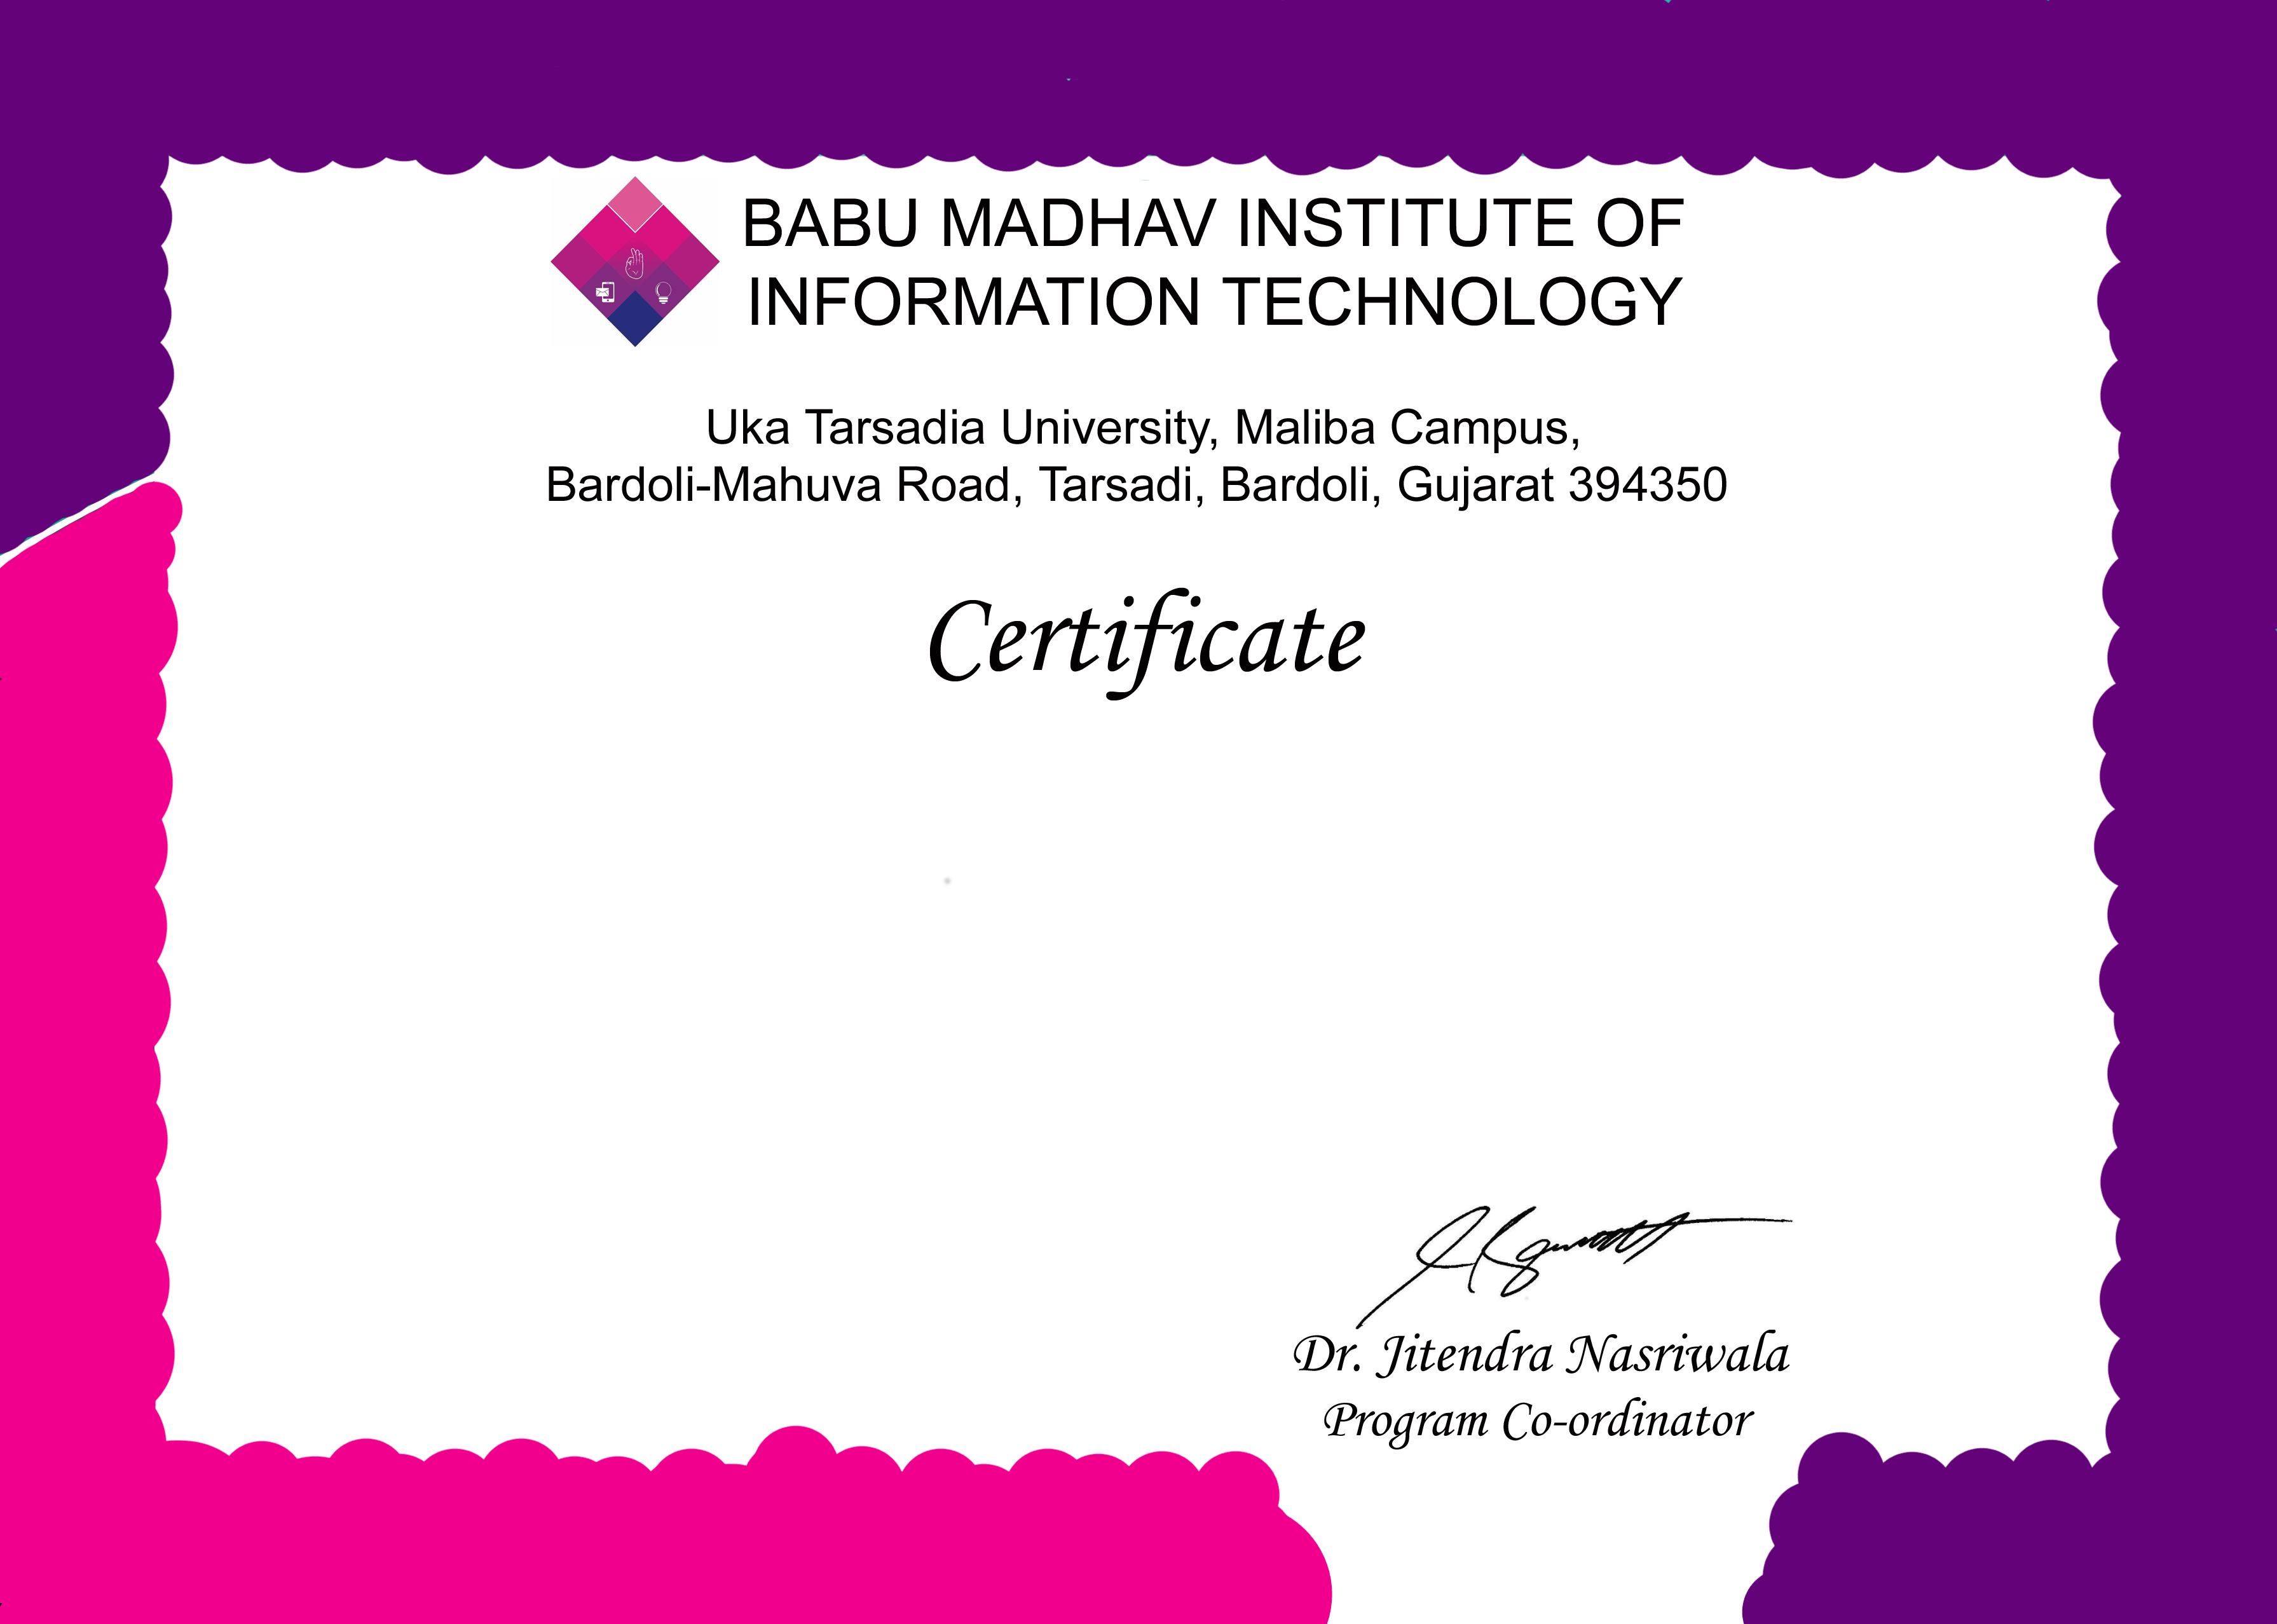 BABU MADHAV INSTITUTE OF
INFORMATION TECHNOLOGY
Uka Tarsadia University, Maliba Campus,
Bardoli-Mahuva Road, Tarsadi, Bardoli, Gujarat 394350
Certificate
Dr. Jitendra Nasriwala
Program Co-ordinator